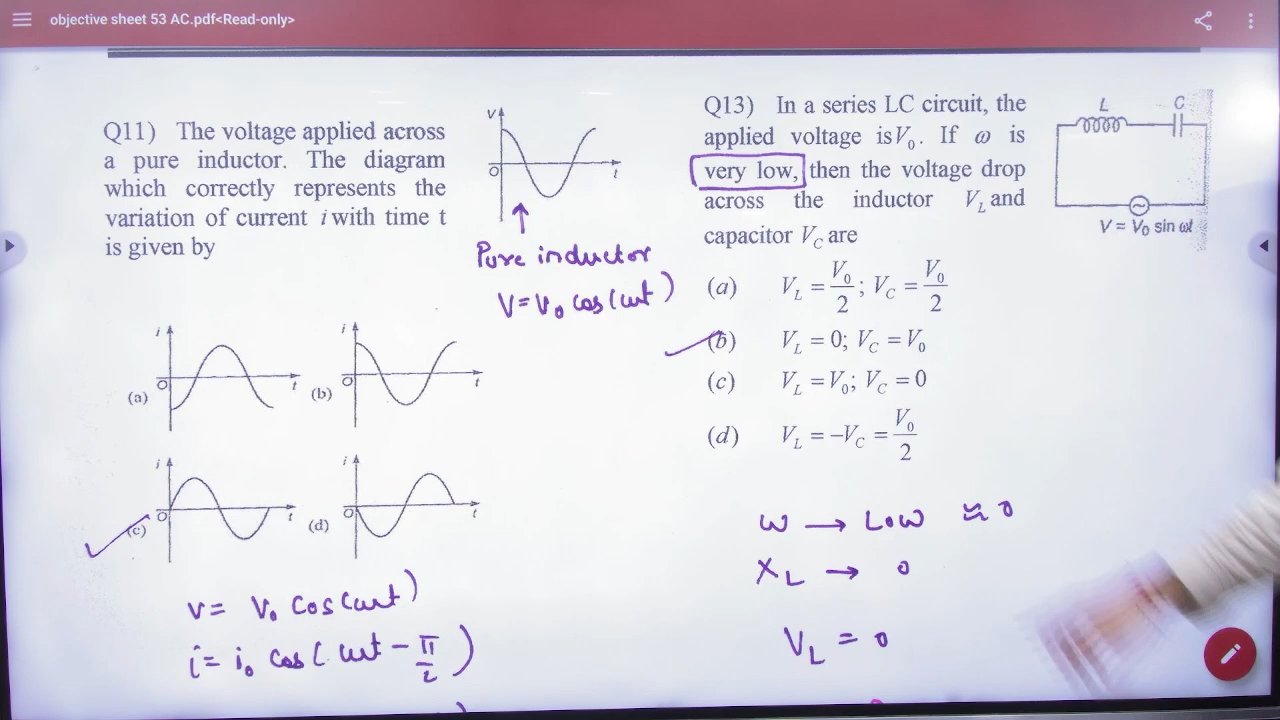 objective sheet 53 AC.pdf<Read-only>
Q11) The voltage applied across
a pure inductor. The diagram
which correctly represents the
variation of current i with time t
is given by
V
O
t
Pure inductor
V = V₀ cos(ωt)
i
O
t
(a)
i
O
t
(b)
i
O
t
(c)
i
O
t
(d)
v = V₀ cos(ωt)
i = i₀ cos(ωt - π/2)
Q13) In a series LC circuit, the
applied voltage is V₀. If ω is
very low, then the voltage drop
across the inductor V_L and
capacitor V_C are
L C
V = V₀ sin ωt
(a) V_L = V₀/2; V_C = V₀/2
(b) V_L = 0; V_C = V₀
(c) V_L = V₀; V_C = 0
(d) V_L = –V_C = V₀/2
ω → Low ≈ 0
X_L → 0
V_L = 0